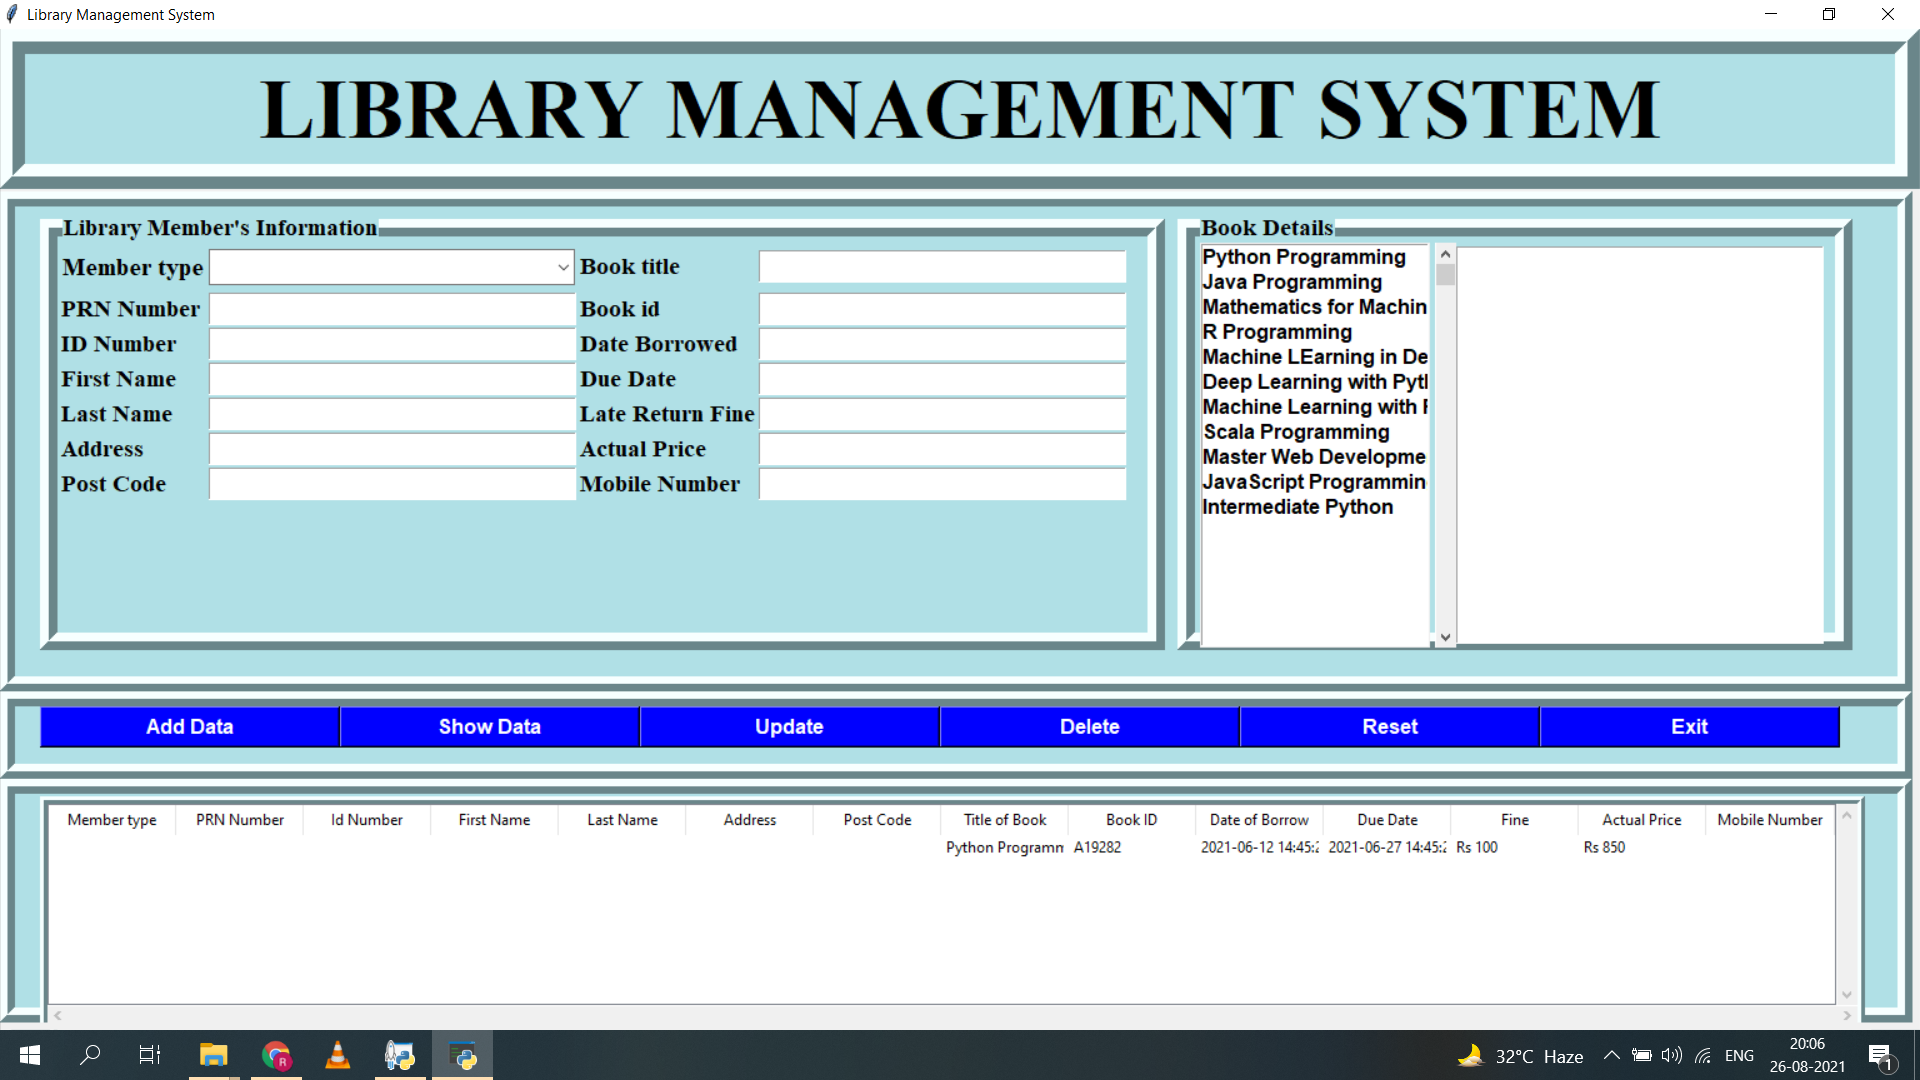 Library Management System
LIBRARY MANAGEMENT SYSTEM
Library Member's Information
Member type
PRN Number
ID Number
First Name
Last Name
Address
Post Code
Book title
Book id
Date Borrowed
Due Date
Late Return Fine
Actual Price
Mobile Number
Book Details
Python Programming
Java Programming
Mathematics for Machin
R Programming
Machine LEarning in De
Deep Learning with Pyt
Machine Learning with
Scala Programming
Master Web Developme
JavaScript Programmin
Intermediate Python
Add Data Show Data Update Delete Reset Exit
Member type PRN Number Id Number First Name Last Name Address Post Code Title of Book Book ID Date of Borrow Due Date Fine Actual Price Mobile Number
Python Programm A19282 2021-06-12 14:45:2 2021-06-27 14:45:2 Rs 100 Rs 850
32°C Haze ENG 20:06
26-08-2021
1